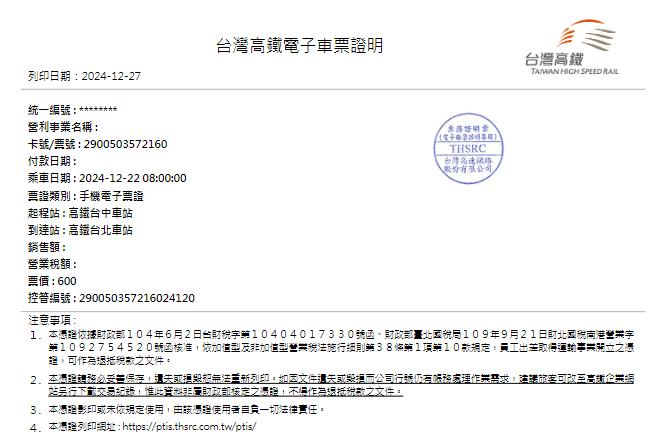 台灣高鐵電子車票證明
台灣高鐵
TAIWAN HIGH SPEED RAIL
列印日期：2024-12-27
統一編號 : ********
營利事業名稱 :
卡號/票號 : 2900503572160
付款日期 :
乘車日期 : 2024-12-22 08:00:00
票證類別 : 手機電子票證
起程站 : 高鐵台中車站
到達站 : 高鐵台北車站
銷售額 :
營業稅額 :
票價 : 600
控管編號 : 290050357216024120
票務證明章
(電子車票證明專用)
THSRC
台灣高速鐵路
股份有限公司
注意事項 :
1. 本憑證依據財政部１０４年６月２日台財稅字第１０４０４０１７３３０號函、財政部臺北國稅局１０９年９月２１日財北國稅南港營業字
第１０９２７５４５２０號函核准，依加值型及非加值型營業稅法施行細則第３８條第１項第１０款規定，員工出差取得運輸事業開立之憑
證，可作為退抵稅款之文件。
2. 本憑證請務必妥善保存，遺失或損毀恕無法重新列印。如因文件遺失或毀損而公司行號仍有帳務處理作業需求，建議旅客可改至高鐵企業網
站另行下載交易紀錄，惟此資料非屬財政部核定之憑證，不得作為退抵稅款之文件。
3. 本憑證影印或未依規定使用，由該憑證使用者自負一切法律責任。
4. 本憑證列印網址 : https://ptis.thsrc.com.tw/ptis/